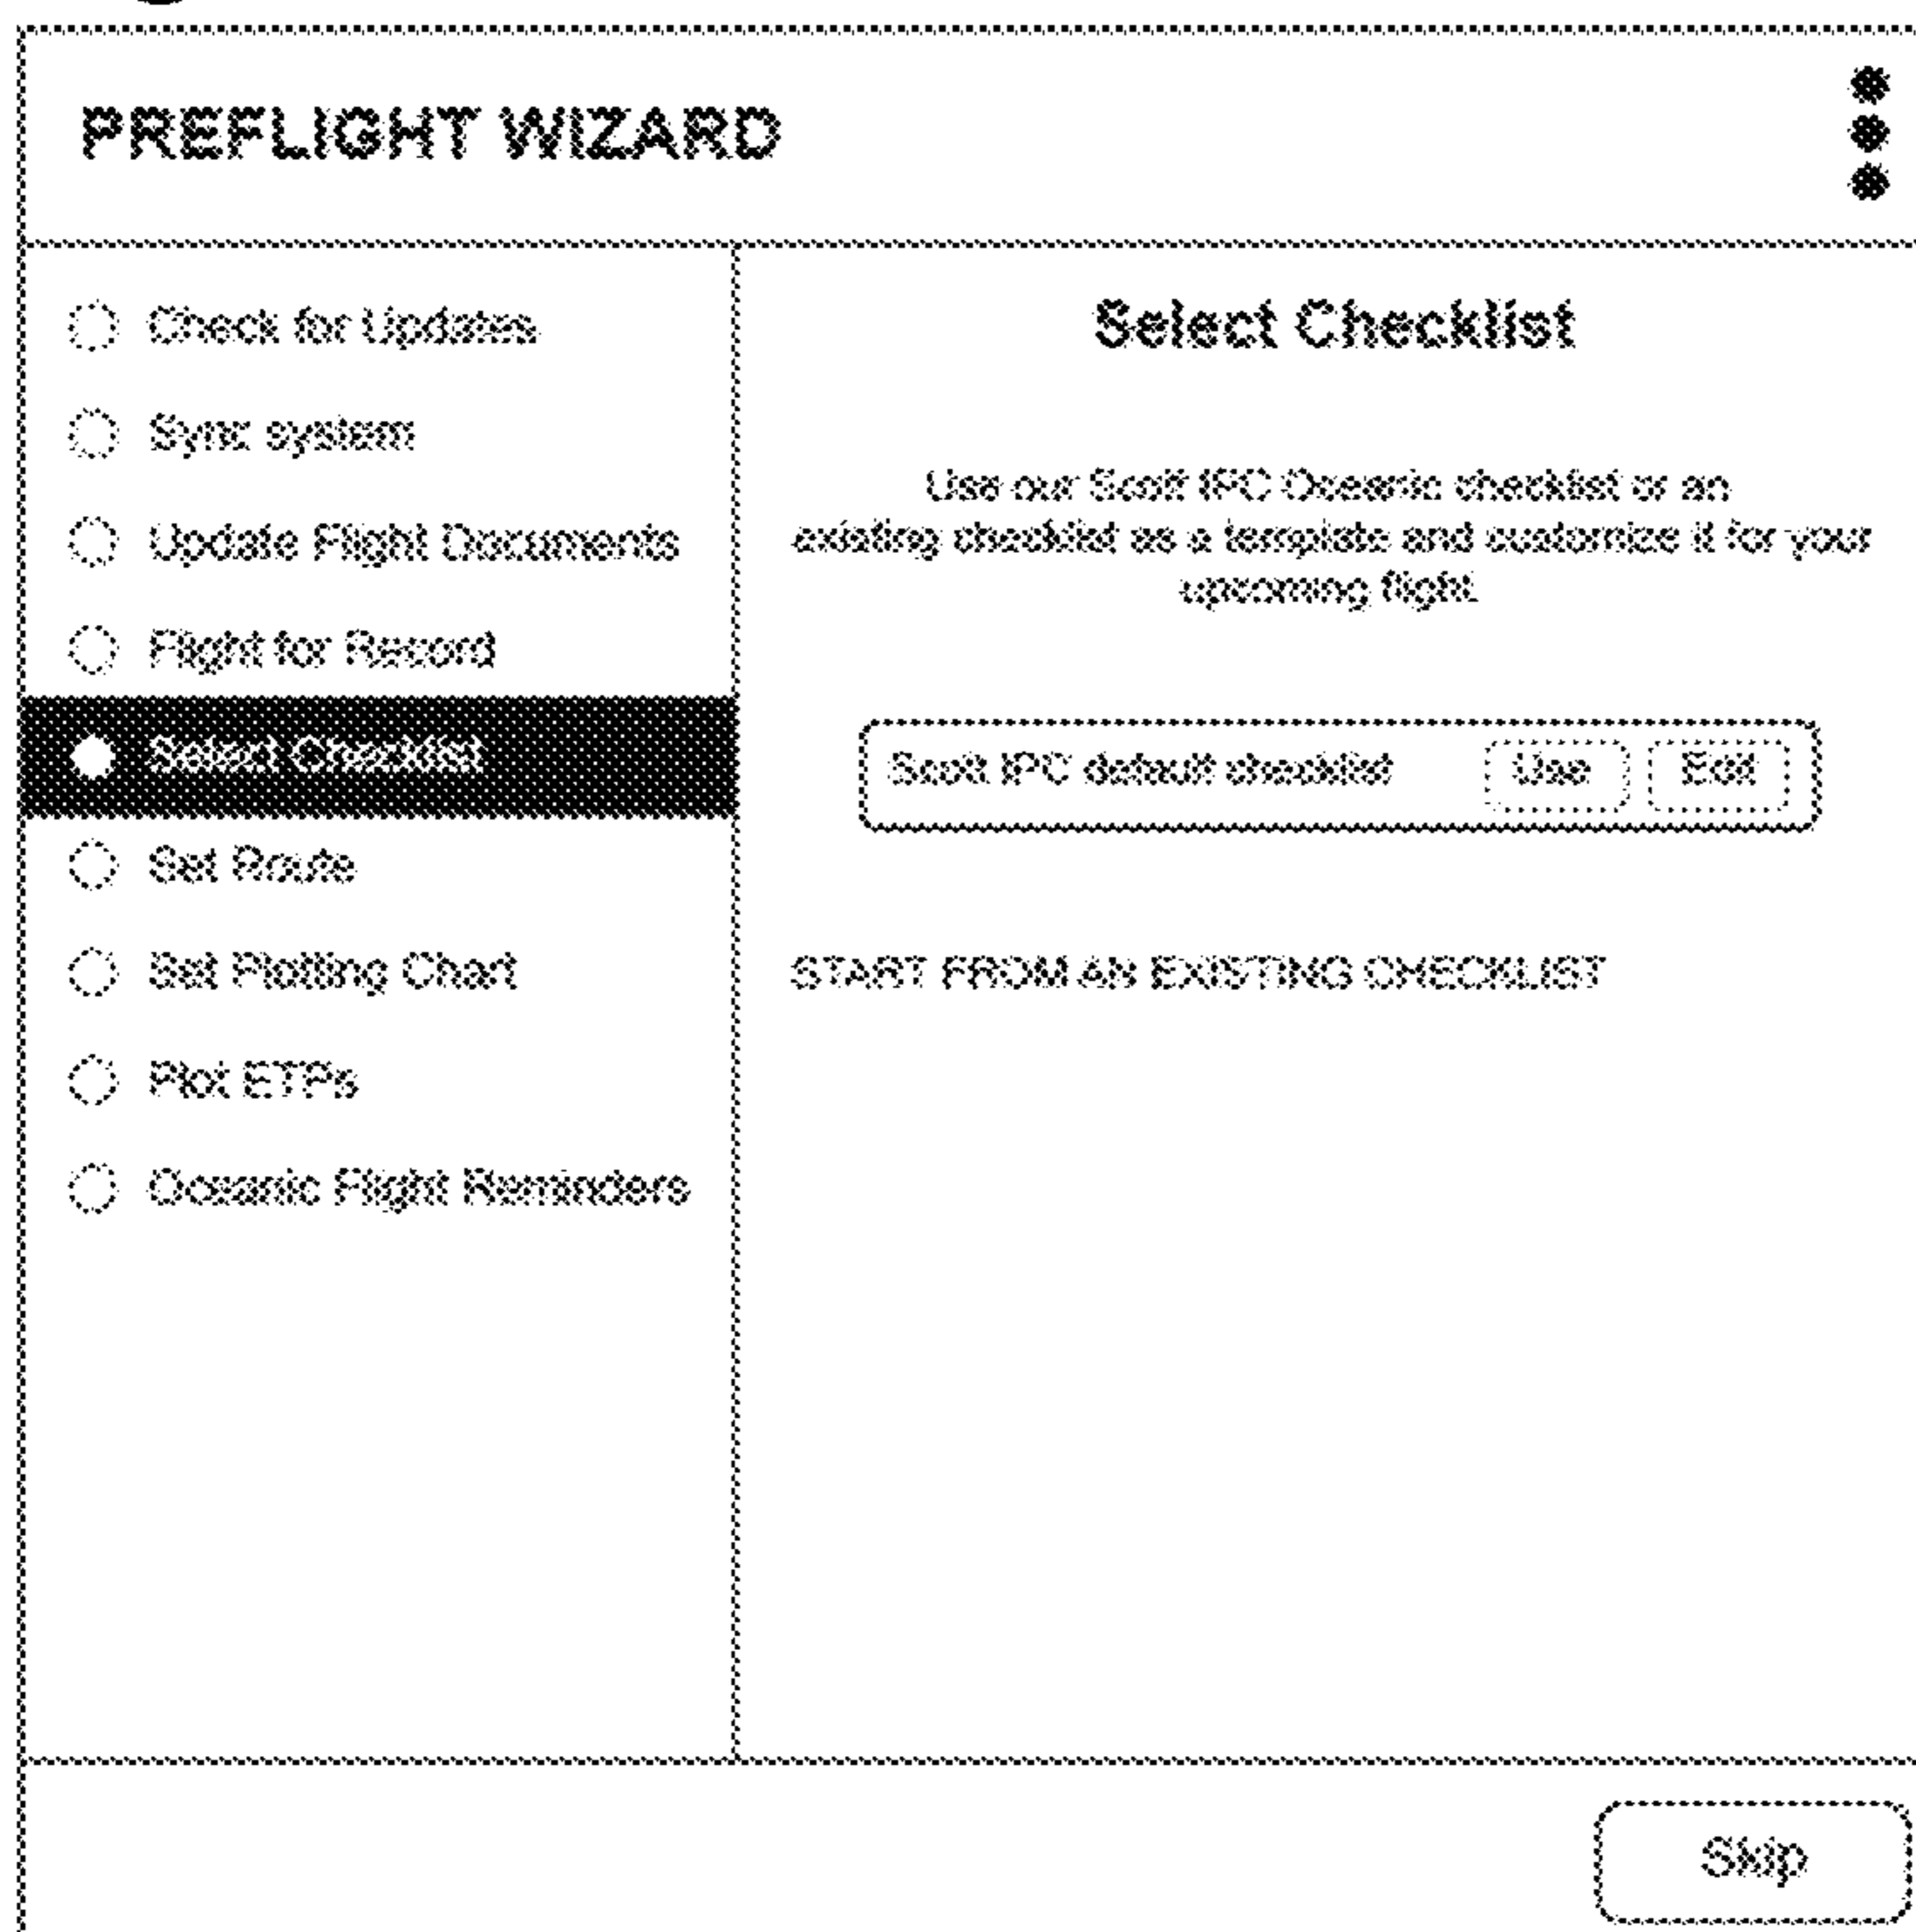 PREFLIGHT WIZARD
Check for Updates
Sync system
Update Flight Documents
Flight for Record
Select Checklist
Set Route
Set Plotting Chart
Plot ETPs
Oceanic Flight Reminders
Select Checklist
Use our Scott IPC Oceanic checklist or an
existing checklist as a template and customize it for your
upcoming flight.
Scott IPC default checklist Use Edit
START FROM AN EXISTING CHECKLIST
Skip